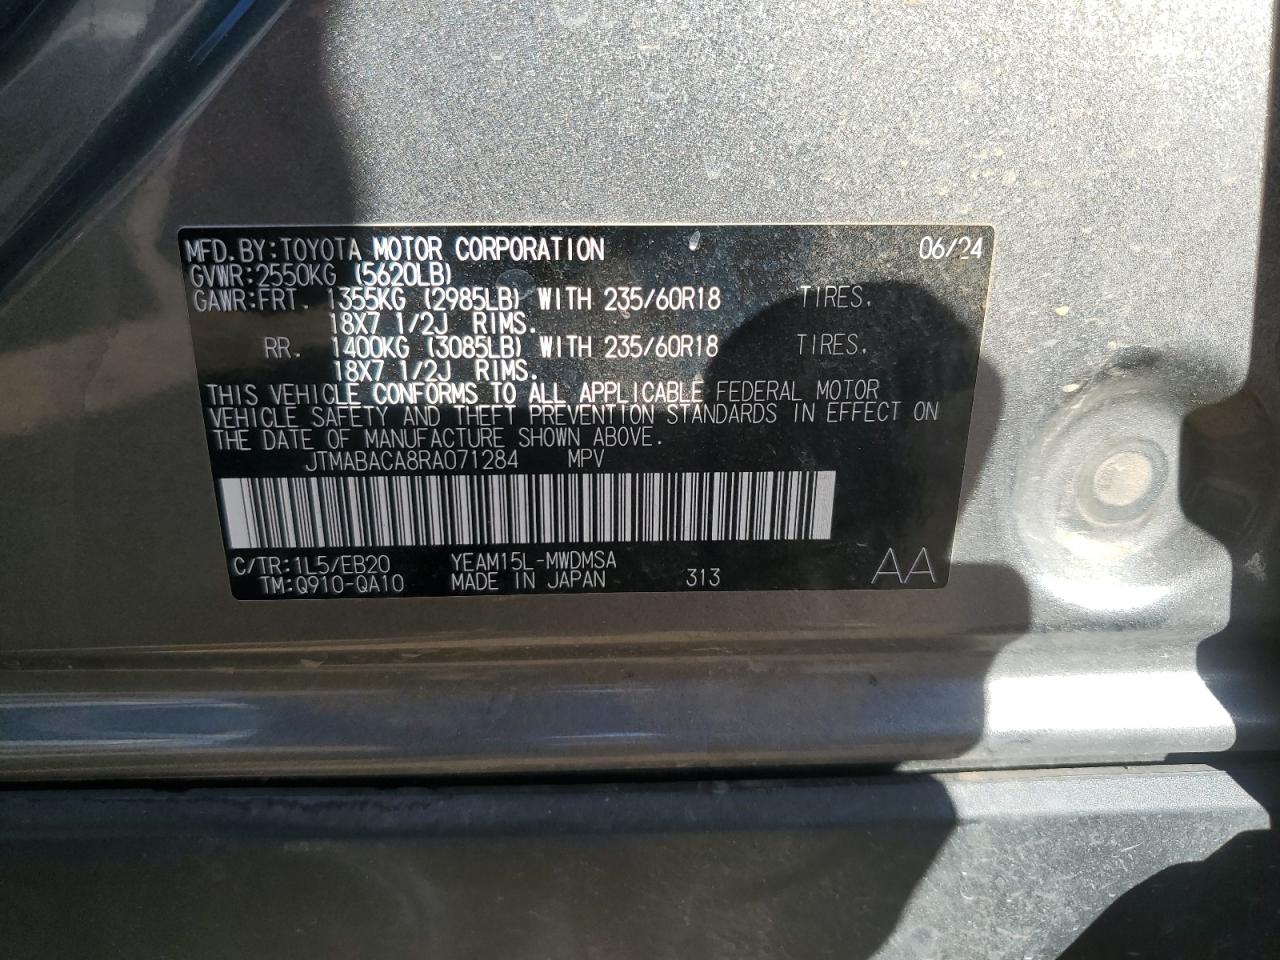 MFD.BY:TOYOTA MOTOR CORPORATION 06/24
GVWR:2550KG (5620LB)
GAWR:FRT. 1355KG (2985LB) WITH 235/60R18 TIRES.
18X7 1/2J RIMS.
RR. 1400KG (3085LB) WITH 235/60R18 TIRES.
18X7 1/2J RIMS.
THIS VEHICLE CONFORMS TO ALL APPLICABLE FEDERAL MOTOR
VEHICLE SAFETY AND THEFT PREVENTION STANDARDS IN EFFECT ON
THE DATE OF MANUFACTURE SHOWN ABOVE.
JTMABACA8RA071284 MPV
C/TR:1L5/EB20 YEAM15L-MWDMSA
TM:Q910-QA10 MADE IN JAPAN 313 AA